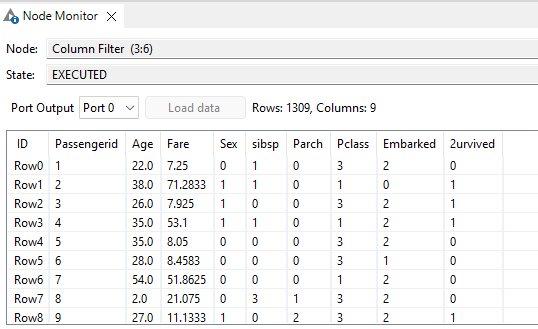 Node Monitor
Node: Column Filter (3:6)
State: EXECUTED
Port Output Port 0 Load data Rows: 1309, Columns: 9
ID Passengerid Age Fare Sex sibsp Parch Pclass Embarked 2urvived
Row0 1 22.0 7.25 0 1 0 3 2 0
Row1 2 38.0 71.2833 1 1 0 1 0 1
Row2 3 26.0 7.925 1 0 0 3 2 1
Row3 4 35.0 53.1 1 1 0 1 2 1
Row4 5 35.0 8.05 0 0 0 3 2 0
Row5 6 28.0 8.4583 0 0 0 3 1 0
Row6 7 54.0 51.8625 0 0 0 1 2 0
Row7 8 2.0 21.075 0 3 1 3 2 0
Row8 9 27.0 11.1333 1 0 2 3 2 1